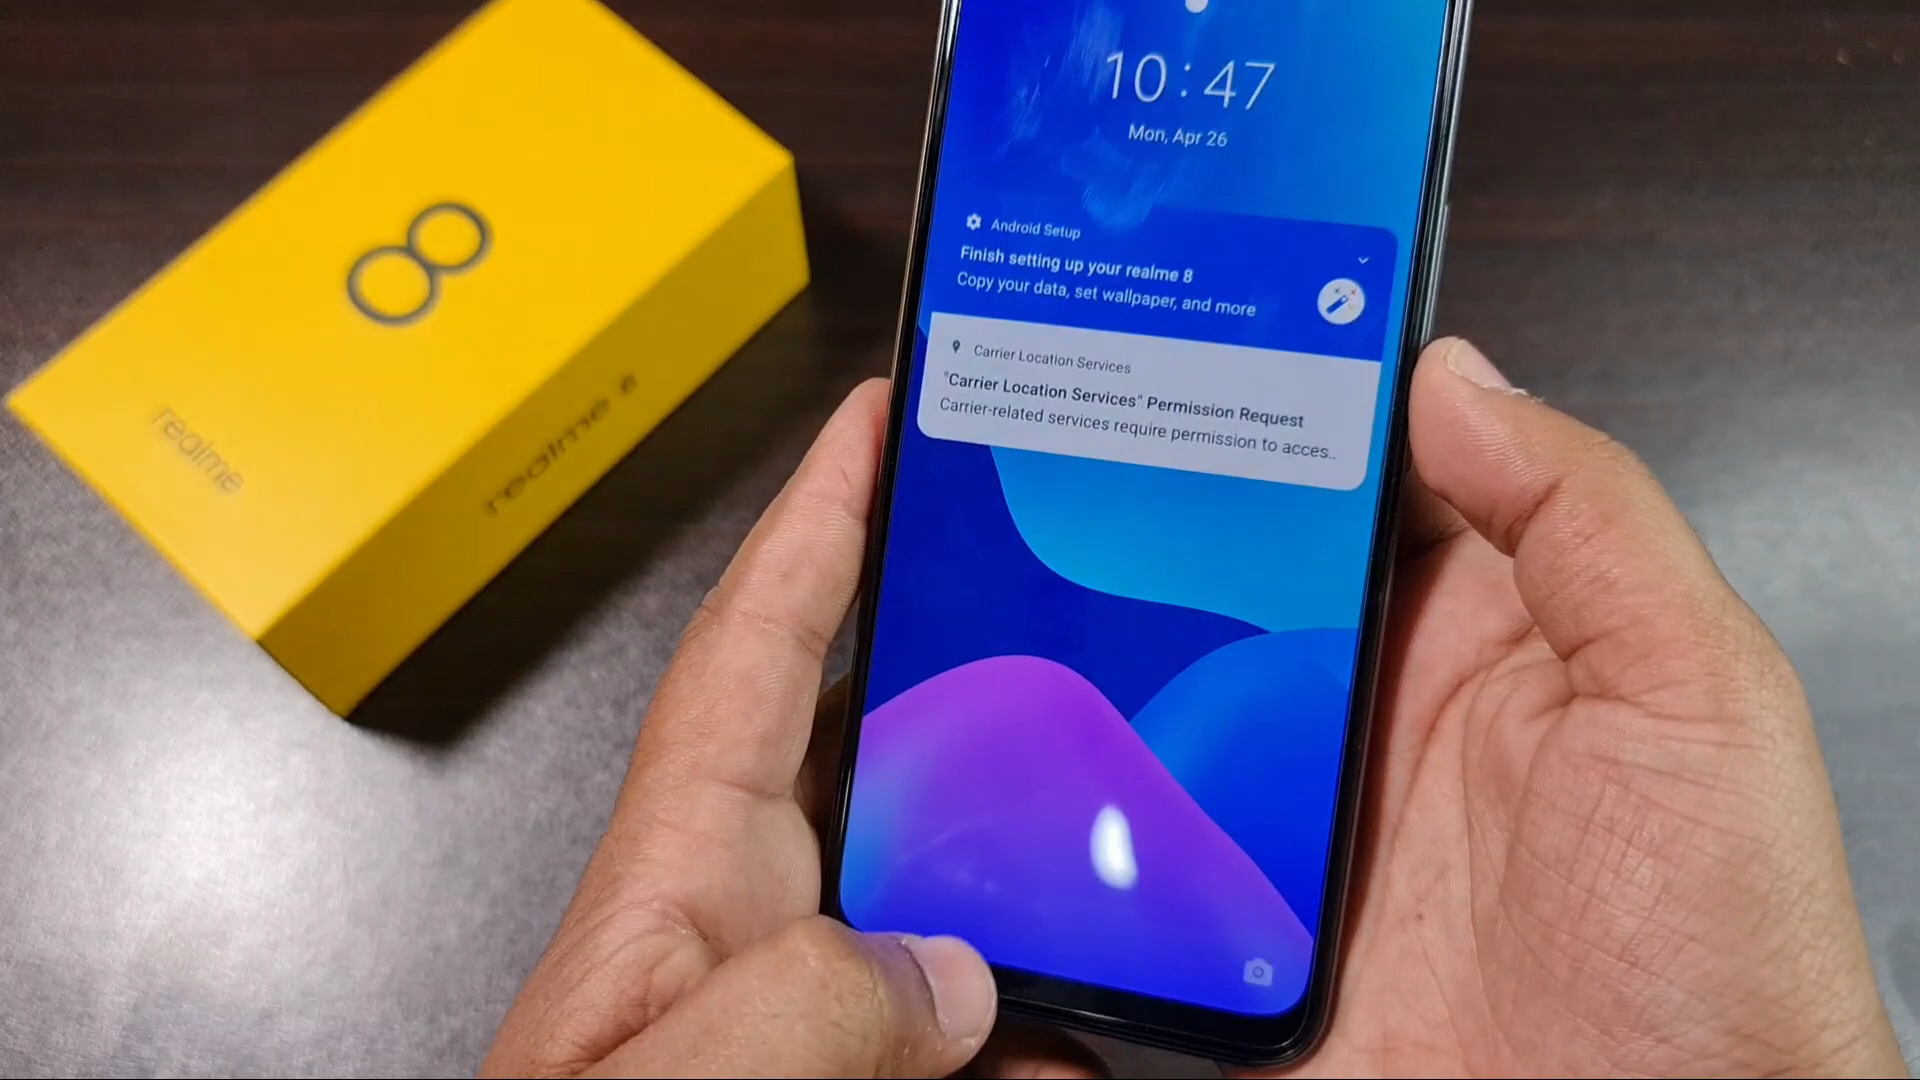 8
realme
realme 8
10:47
Mon, Apr 26
Android Setup
Finish setting up your realme 8
Copy your data, set wallpaper, and more
Carrier Location Services
"Carrier Location Services" Permission Request
Carrier-related services require permission to acces..